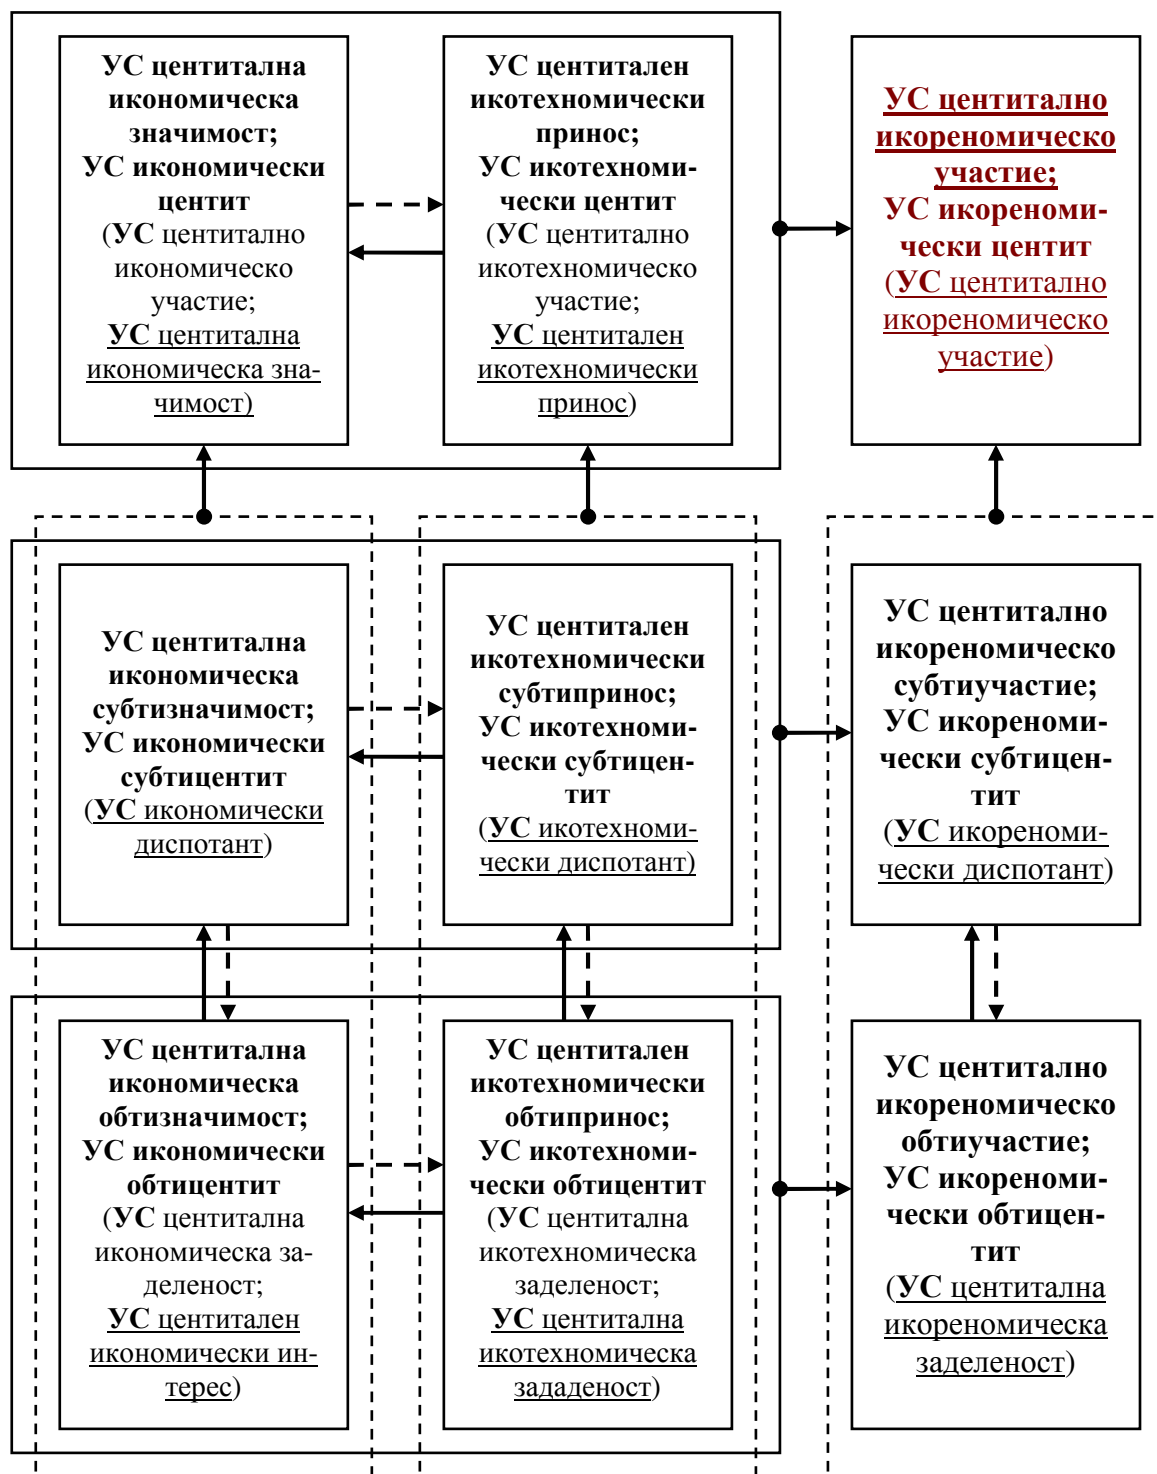 УС центитална
икономическа
значимост;
УС икономически
центит
(УС центитално
икономическо
участие;
УС центитална
икономическа зна-
чимост)
УС центитален
икотехномически
принос;
УС икотехноми-
чески центит
(УС центитално
икотехномическо
участие;
УС центитален
икотехномически
принос)
УС центитално
икореномическо
участие;
УС икореноми-
чески центит
(УС центитално
икореномическо
участие)
УС центитална
икономическа
субтизначимост;
УС икономически
субтицентит
(УС икономически
диспотант)
УС центитален
икотехномически
субтипринос;
УС икотехноми-
чески субтицен-
тит
(УС икотехноми-
чески диспотант)
УС центитално
икореномическо
субтиучастие;
УС икореноми-
чески субтицен-
тит
(УС икореноми-
чески диспотант)
УС центитална
икономическа
обтизначимост;
УС икономически
обтицентит
(УС центитална
икономическа за-
деленост;
УС центитален
икономически ин-
терес)
УС центитален
икотехномически
обтипринос;
УС икотехноми-
чески обтицентит
(УС центитална
икотехномическа
заделеност;
УС центитална
икотехномическа
зададеност)
УС центитално
икореномическо
обтиучастие;
УС икореноми-
чески обтицен-
тит
(УС центитална
икореномическа
заделеност)